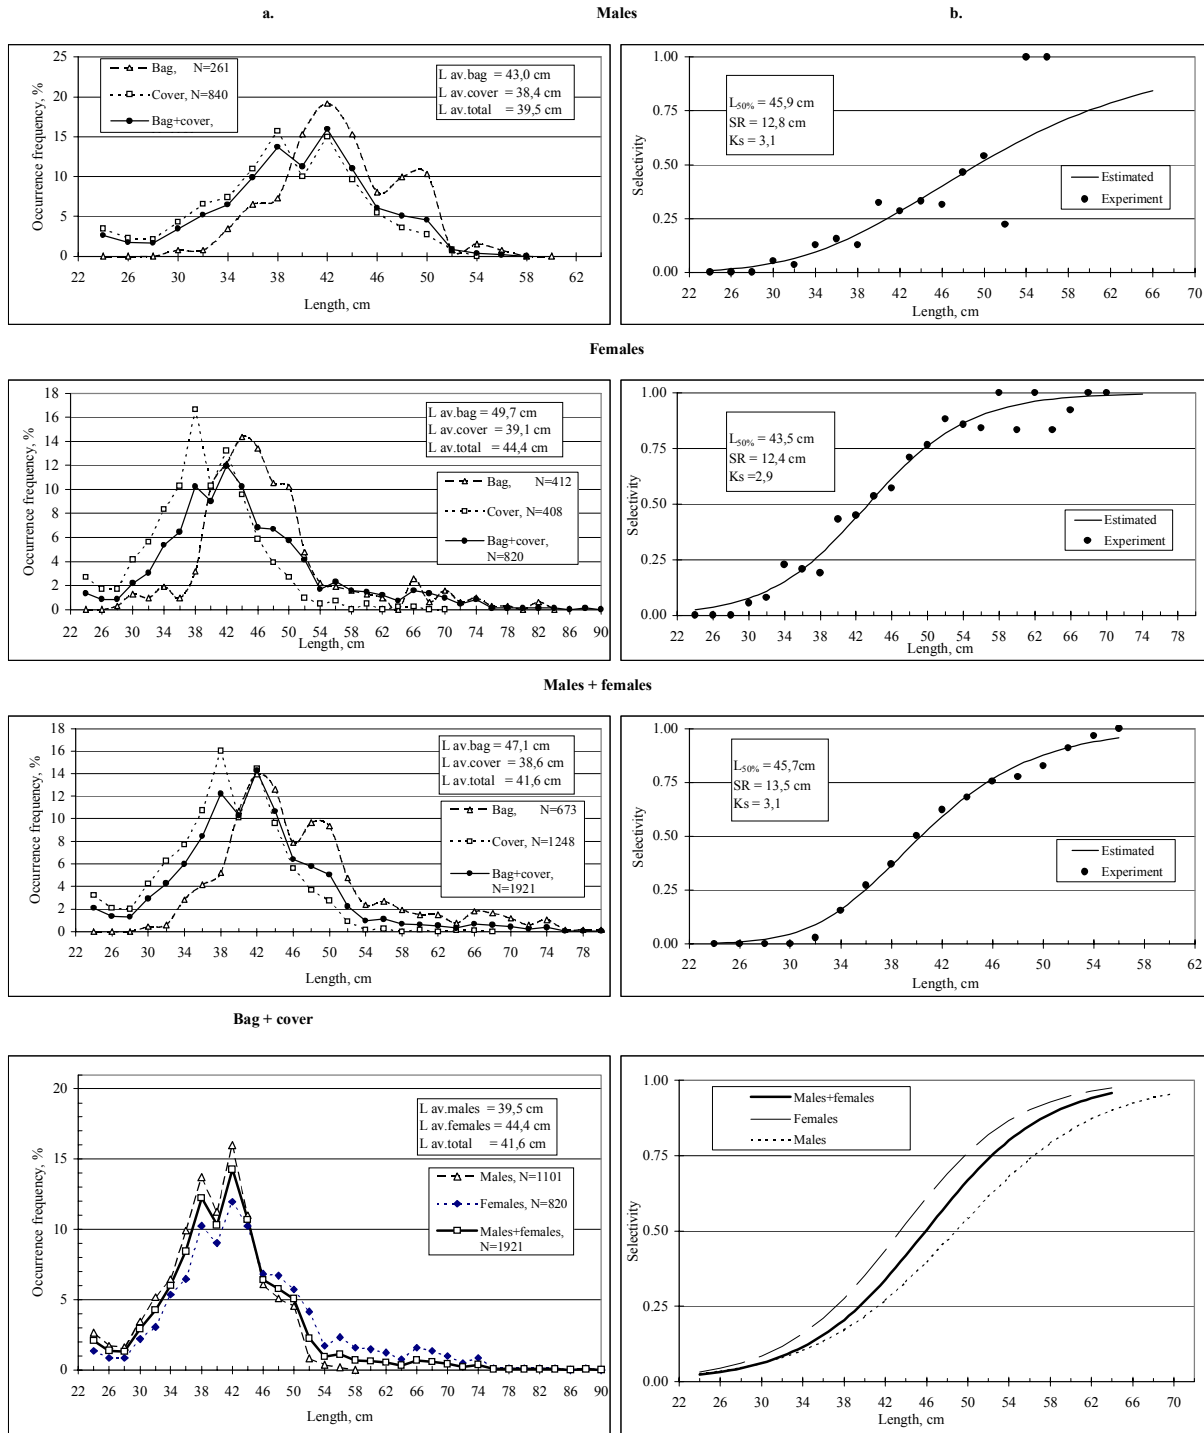 a.
Males
b.
Occurrence frequency, %
25
20
15
10
5
0
22 26 30 34 38 42 46 50 54 58 62
Length, cm
Bag, N=261
Cover, N=840
Bag+cover,
L av.bag = 43,0 cm
L av.cover = 38,4 cm
L av.total = 39,5 cm
Selectivity
1.00
0.75
0.50
0.25
0.00
22 26 30 34 38 42 46 50 54 58 62 66 70
Length, cm
L50% = 45,9 cm
SR = 12,8 cm
Ks = 3,1
Estimated
Experiment
Females
Occurrence frequency, %
18
16
14
12
10
8
6
4
2
0
22 26 30 34 38 42 46 50 54 58 62 66 70 74 78 82 86 90
Length, cm
L av.bag = 49,7 cm
L av.cover = 39,1 cm
L av.total = 44,4 cm
Bag, N=412
Cover, N=408
Bag+cover,
N=820
Selectivity
1.00
0.75
0.50
0.25
0.00
22 26 30 34 38 42 46 50 54 58 62 66 70 74 78
Length, cm
L50% = 43,5 cm
SR = 12,4 cm
Ks =2,9
Estimated
Experiment
Males + females
Occurrence frequency, %
18
16
14
12
10
8
6
4
2
0
22 26 30 34 38 42 46 50 54 58 62 66 70 74 78
Length, cm
L av.bag = 47,1 cm
L av.cover = 38,6 cm
L av.total = 41,6 cm
Bag, N=673
Cover, N=1248
Bag+cover,
N=1921
Selectivity
1.00
0.75
0.50
0.25
0.00
22 26 30 34 38 42 46 50 54 58 62
Length, cm
L50% = 45,7cm
SR = 13,5 cm
Ks = 3,1
Estimated
Experiment
Bag + cover
Occurrence frequency, %
20
15
10
5
0
22 26 30 34 38 42 46 50 54 58 62 66 70 74 78 82 86 90
Length, cm
L av.males = 39,5 cm
L av.females = 44,4 cm
L av.total = 41,6 cm
Males, N=1101
Females, N=820
Males+females,
N=1921
Selectivity
1.00
0.75
0.50
0.25
0.00
22 26 30 34 38 42 46 50 54 58 62 66 70
Length, cm
Males+females
Females
Males